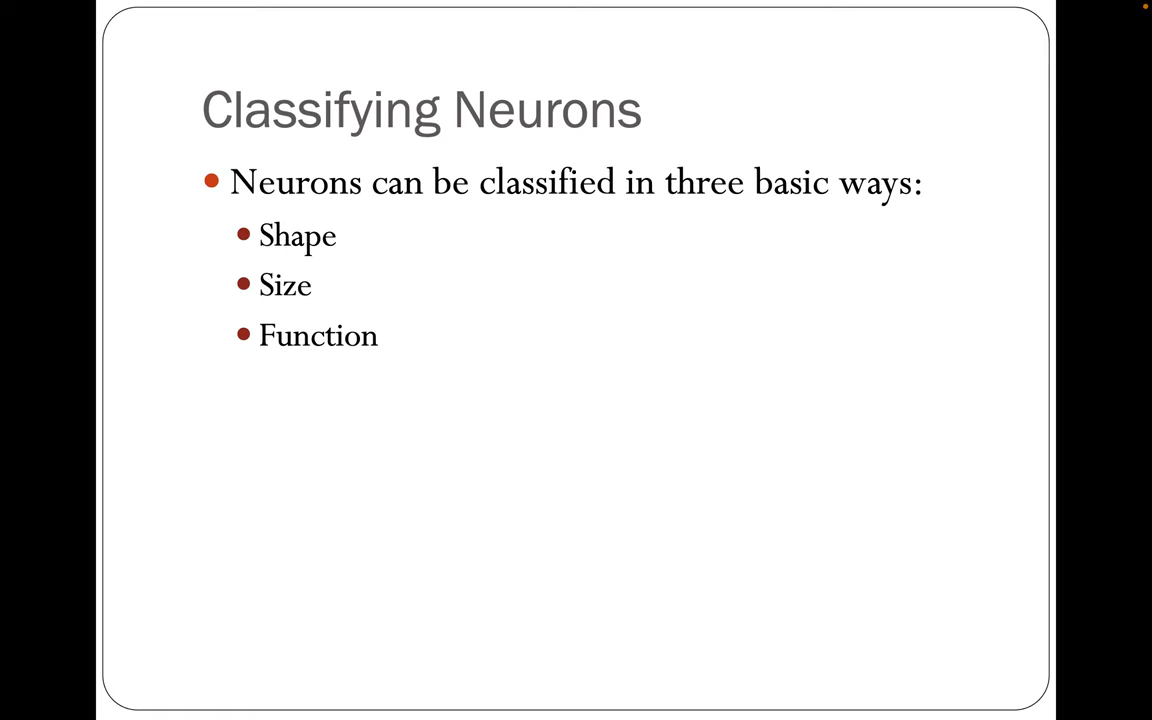 Classifying Neurons
Neurons can be classified in three basic ways:
Shape
Size
Function